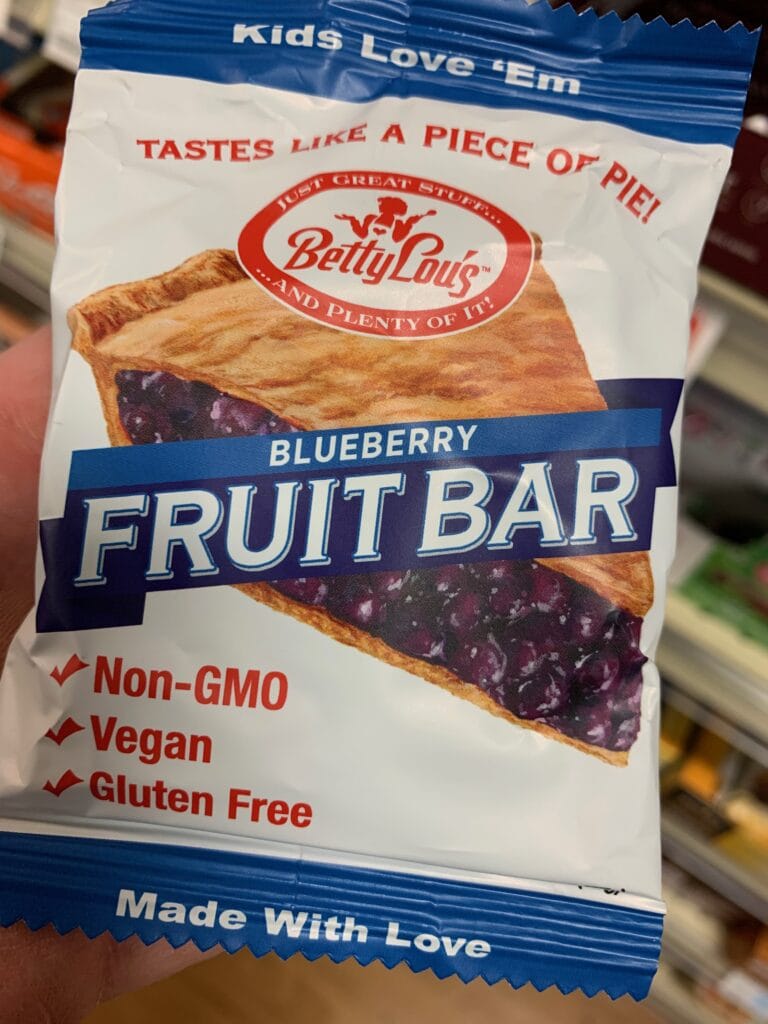 Kids Love ‘Em
TASTES LIKE A PIECE OF PIE!
JUST GREAT STUFF...
BettyLou's™
...AND PLENTY OF IT!
BLUEBERRY
FRUIT BAR
Non-GMO
Vegan
Gluten Free
Made With Love